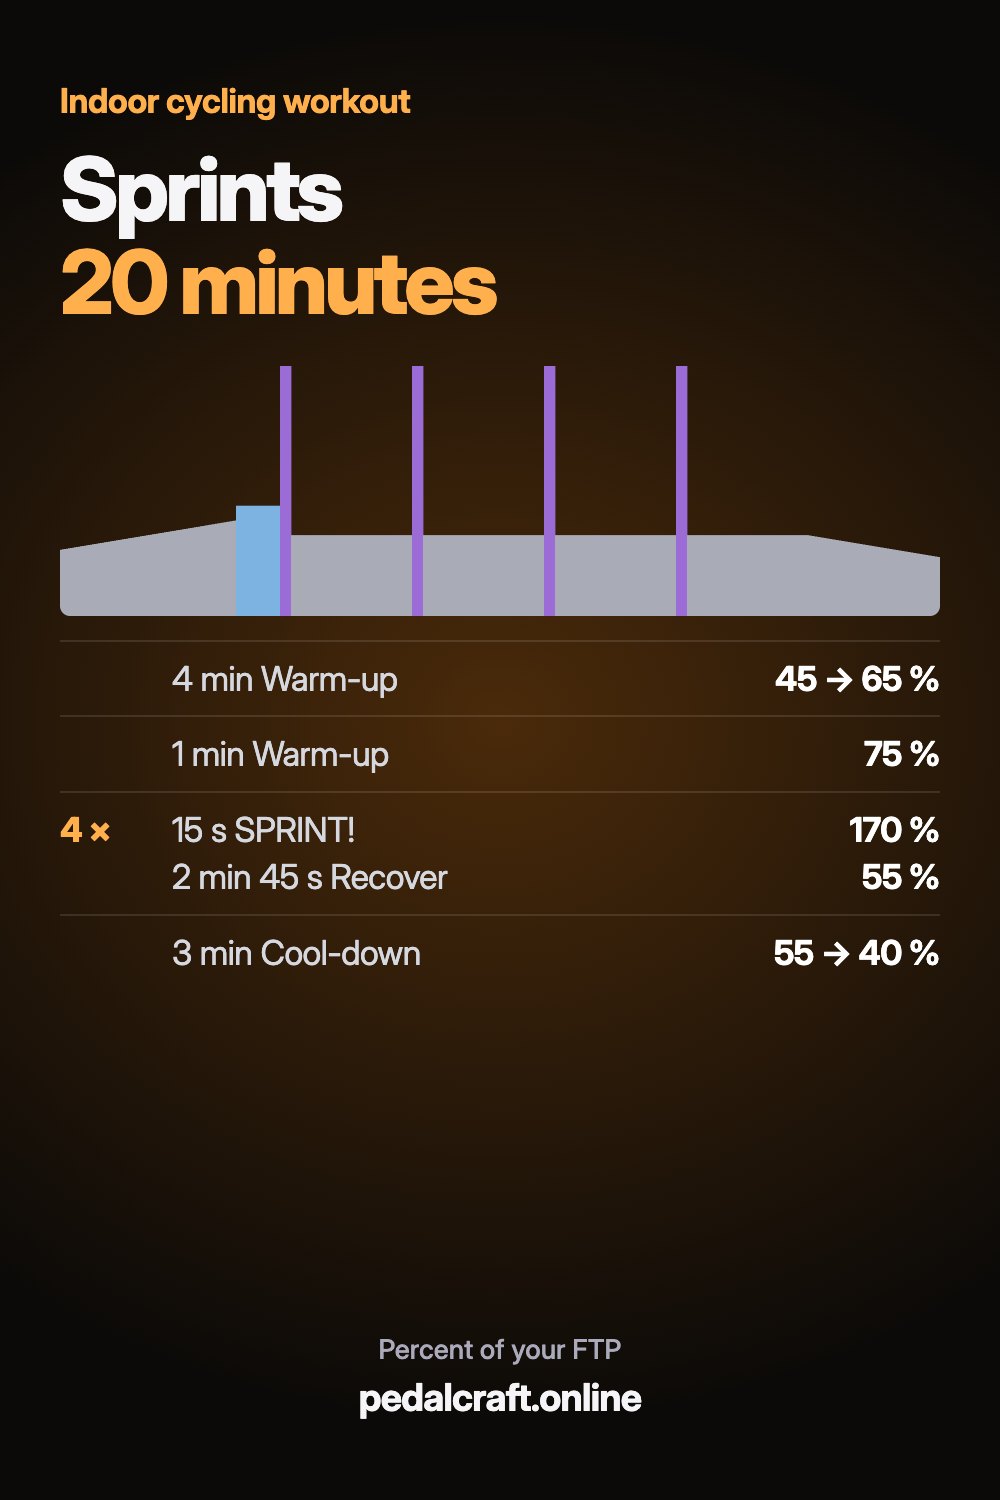 Indoor cycling workout
Sprints
20 minutes
4 min Warm-up 45 → 65 %
1 min Warm-up 75 %
4 × 15 s SPRINT! 170 %
2 min 45 s Recover 55 %
3 min Cool-down 55 → 40 %
Percent of your FTP
pedalcraft.online